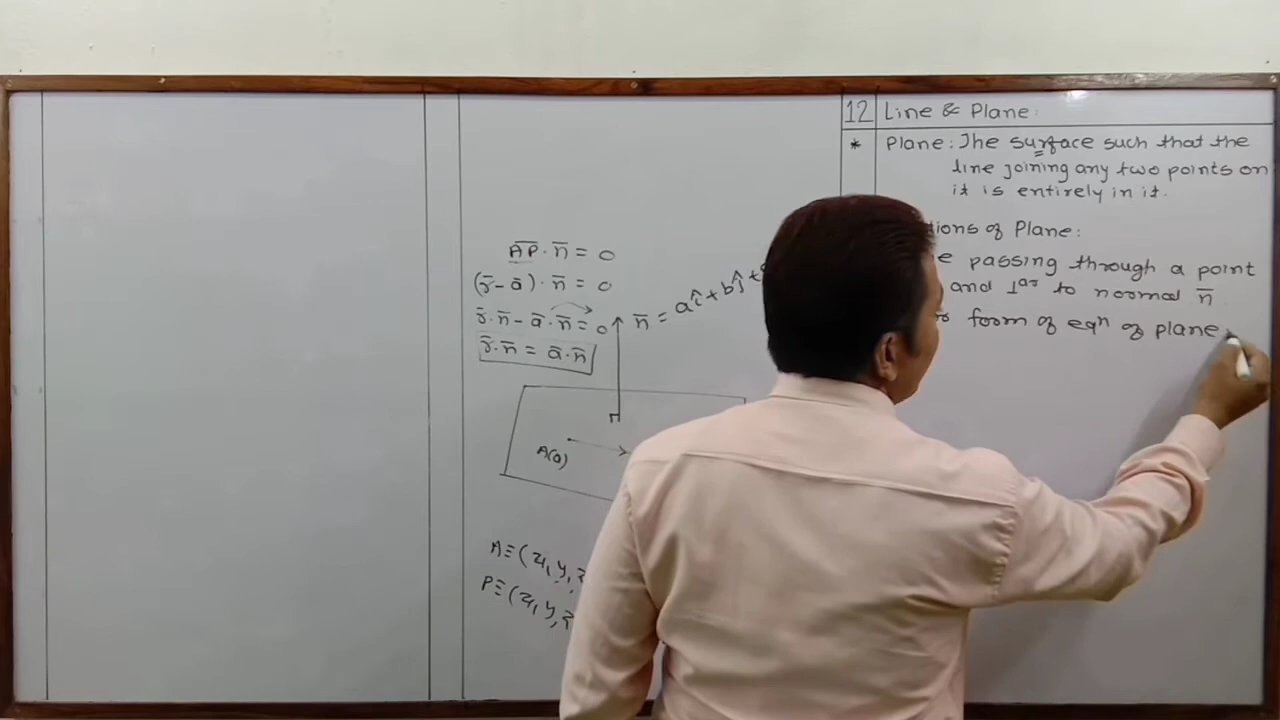 12 Line & Plane:
* Plane: The surface such that the
line joining any two points on
it is entirely in it.
tions of Plane:
passing through a point
and ⊥ar to normal n̅
form of eqn of plane
A̅P̅ · n̅ = 0
(r̅ - a̅) · n̅ = 0
r̅·n̅ - a̅·n̅ = 0
r̅·n̅ = a̅·n̅
n̅ = aî + bĵ +
A(a̅)
A ≡ (x₁, y₁
P ≡ (x, y, z